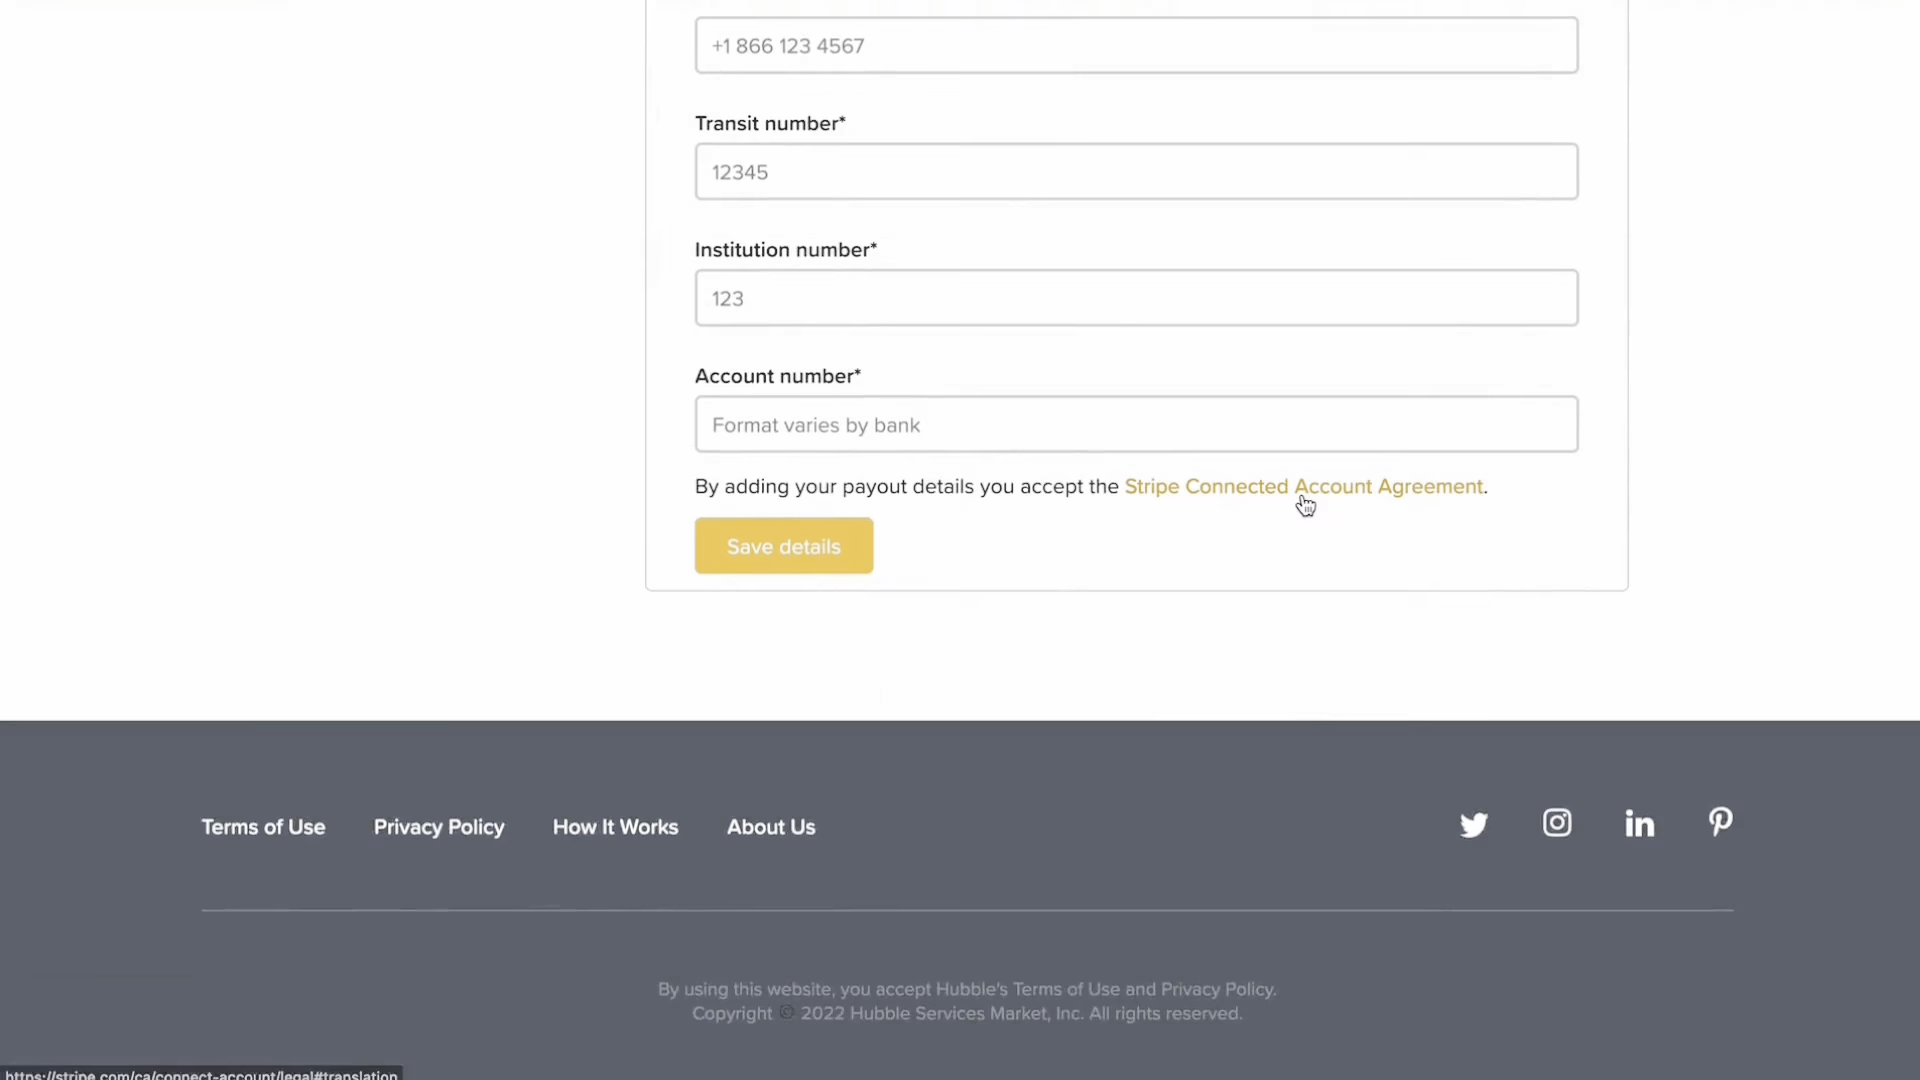 +1 866 123 4567
Transit number*
12345
Institution number*
123
Account number*
Format varies by bank
By adding your payout details you accept the Stripe Connected Account Agreement.
Save details
Terms of Use Privacy Policy How It Works About Us
By using this website, you accept Hubble's Terms of Use and Privacy Policy.
Copyright © 2022 Hubble Services Market, Inc. All rights reserved.
https://stripe.com/ca/connect-account/legal#translation